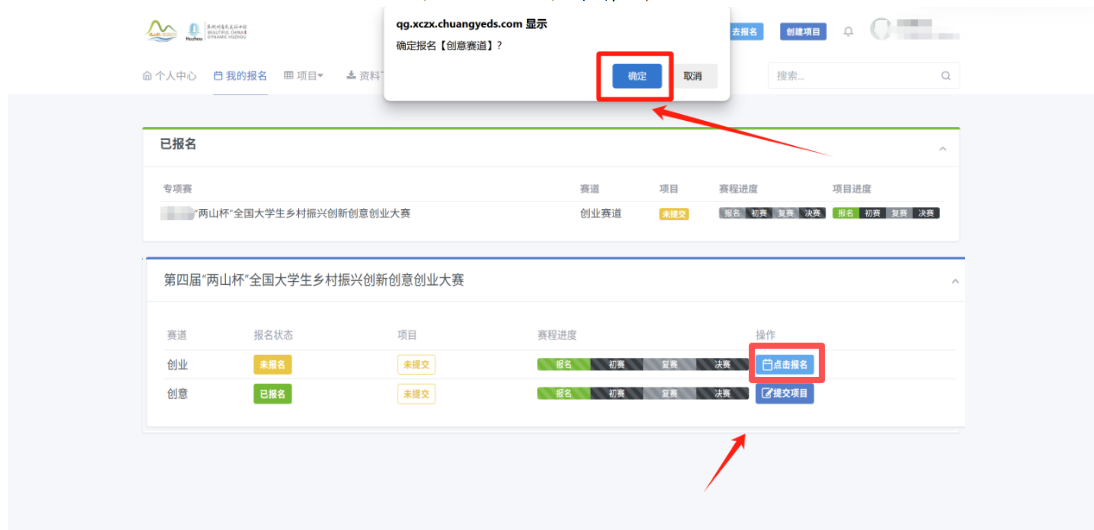 qg.xczx.chuangyeds.com 显示
确定报名【创意赛道】?
确定 取消
Huzhou
去报名 创建项目
个人中心 我的报名 项目 资料 搜索...
已报名
专项赛 赛道 项目 赛程进度 项目进度
“两山杯”全国大学生乡村振兴创新创意创业大赛 创业赛道 未提交 报名 初赛 复赛 决赛 报名 初赛 复赛 决赛
第四届“两山杯”全国大学生乡村振兴创新创意创业大赛
赛道 报名状态 项目 赛程进度 操作
创业 未报名 未提交 报名 初赛 复赛 决赛 点击报名
创意 已报名 未提交 报名 初赛 复赛 决赛 提交项目